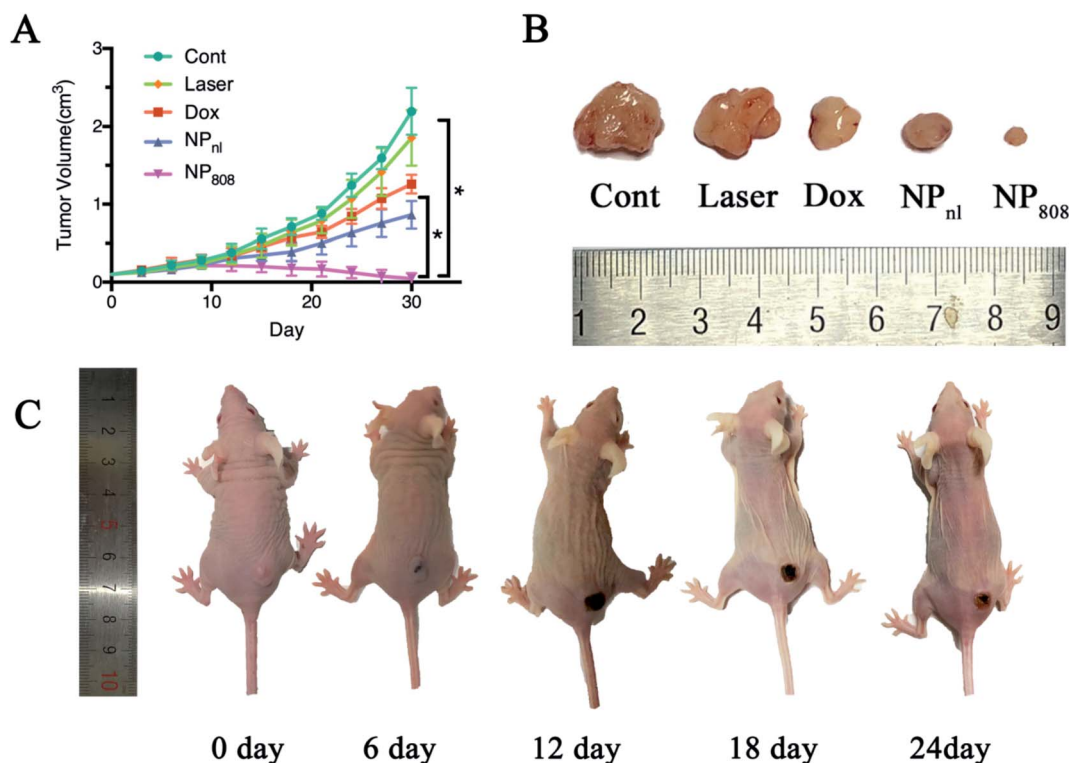 A
B
Tumor Volume(cm³)
3
2
1
0
Cont
Laser
Dox
NPnl
NP808
*
*
0
10
20
30
Day
Cont
Laser
Dox
NPnl
NP808
1 2 3 4 5 6 7 8 9
C
1
2
3
4
5
6
7
8
9
10
0 day
6 day
12 day
18 day
24day